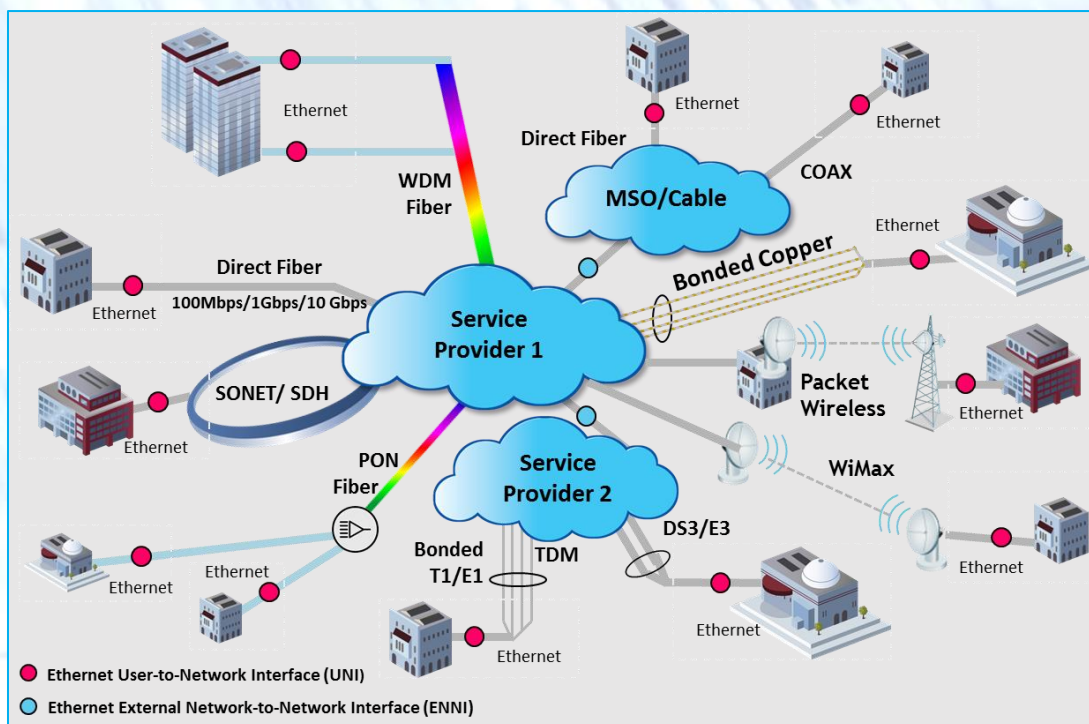 Ethernet
WDM
Fiber
Ethernet
Direct Fiber
MSO/Cable
COAX
Ethernet
Direct Fiber
100Mbps/1Gbps/10 Gbps
Ethernet
Bonded Copper
Ethernet
Service
Provider 1
SONET/ SDH
Ethernet
Packet
Wireless
Ethernet
PON
Fiber
Service
Provider 2
WiMax
Ethernet
Ethernet
Ethernet
Bonded
T1/E1
TDM
DS3/E3
Ethernet
Ethernet
Ethernet User-to-Network Interface (UNI)
Ethernet External Network-to-Network Interface (ENNI)